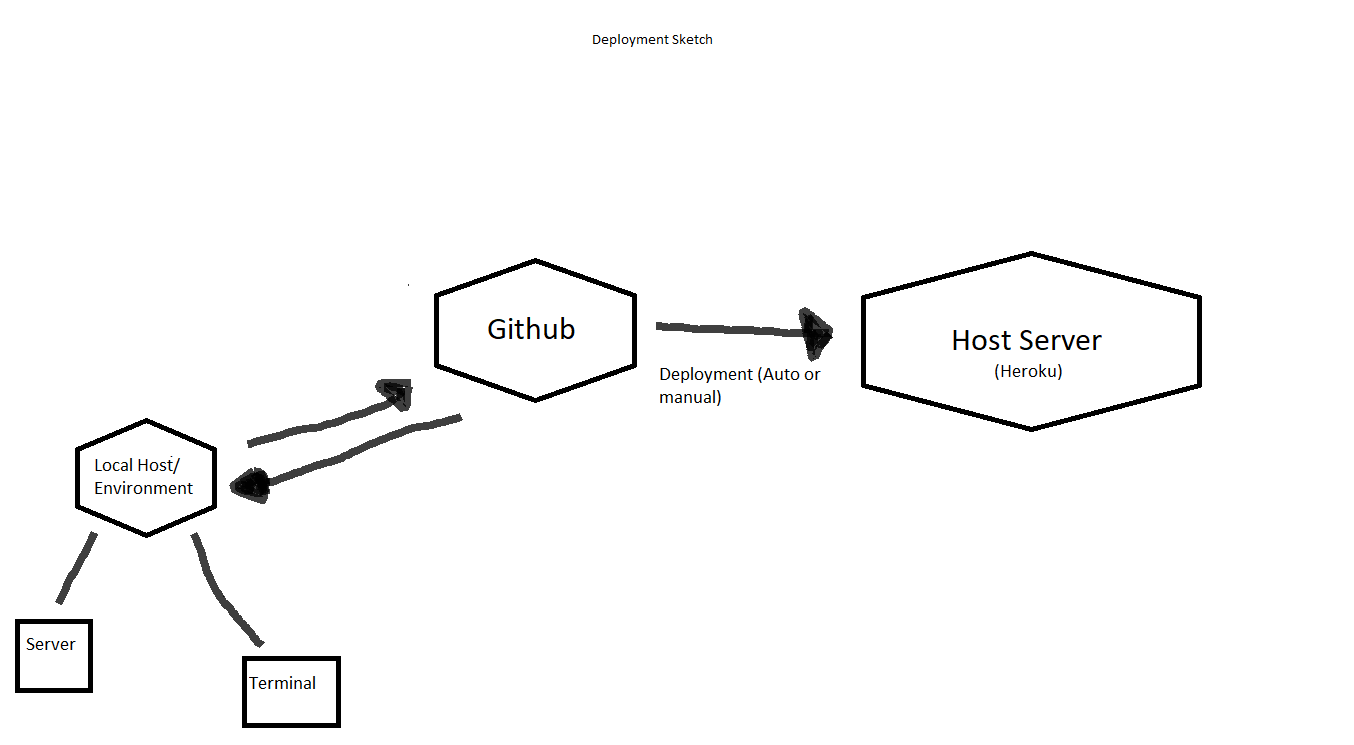 Deployment Sketch
Github
Host Server
(Heroku)
Deployment (Auto or
manual)
Local Host/
Environment
Server
Terminal